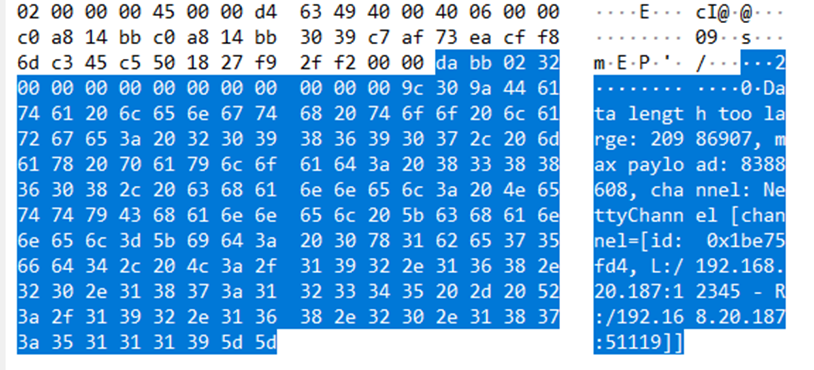 02 00 00 00 45 00 00 d4 63 49 40 00 40 06 00 00 ····E··· cI@·@···
c0 a8 14 bb c0 a8 14 bb 30 39 c7 af 73 ea cf f8 ········ 09··s···
6d c3 45 c5 50 18 27 f9 2f f2 00 00 da bb 02 32 m·E·P·'· /······2
00 00 00 00 00 00 00 00 00 00 00 9c 30 9a 44 61 ········ ····0·Da
74 61 20 6c 65 6e 67 74 68 20 74 6f 6f 20 6c 61 ta lengt h too la
72 67 65 3a 20 32 30 39 38 36 39 30 37 2c 20 6d rge: 209 86907, m
61 78 20 70 61 79 6c 6f 61 64 3a 20 38 33 38 38 ax paylo ad: 8388
36 30 38 2c 20 63 68 61 6e 6e 65 6c 3a 20 4e 65 608, cha nnel: Ne
74 74 79 43 68 61 6e 6e 65 6c 20 5b 63 68 61 6e ttyChann el [chan
6e 65 6c 3d 5b 69 64 3a 20 30 78 31 62 65 37 35 nel=[id: 0x1be75
66 64 34 2c 20 4c 3a 2f 31 39 32 2e 31 36 38 2e fd4, L:/ 192.168.
32 30 2e 31 38 37 3a 31 32 33 34 35 20 2d 20 52 20.187:1 2345 - R
3a 2f 31 39 32 2e 31 36 38 2e 32 30 2e 31 38 37 :/192.16 8.20.187
3a 35 31 31 31 39 5d 5d :51119]]